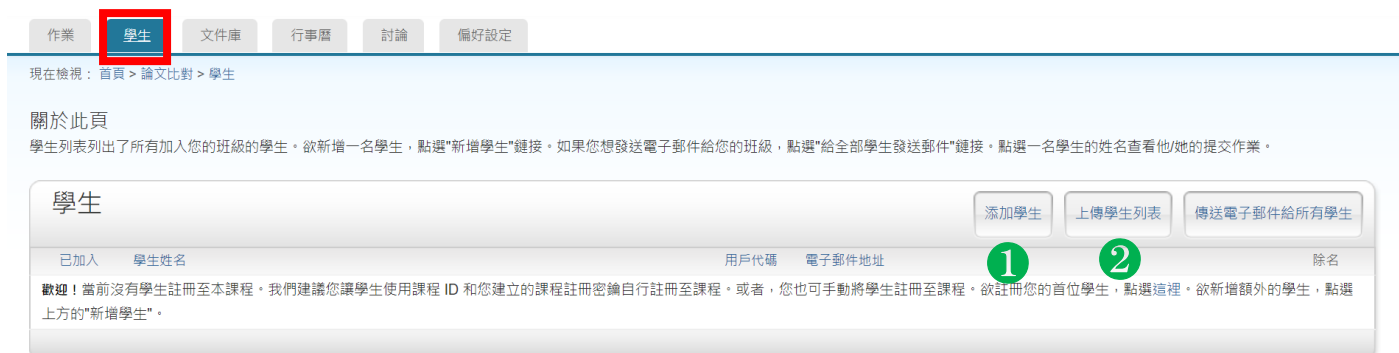 作業 學生 文件庫 行事曆 討論 偏好設定
現在檢視： 首頁 > 論文比對 > 學生
關於此頁
學生列表列出了所有加入您的班級的學生。欲新增一名學生，點選"新增學生"鏈接。如果您想發送電子郵件給您的班級，點選"給全部學生發送郵件"鏈接。點選一名學生的姓名查看他/她的提交作業。
學生 添加學生 上傳學生列表 傳送電子郵件給所有學生
1 2
已加入 學生姓名 用戶代碼 電子郵件地址 除名
歡迎！當前沒有學生註冊至本課程。我們建議您讓學生使用課程 ID 和您建立的課程註冊密鑰自行註冊至課程。或者，您也可手動將學生註冊至課程。欲註冊您的首位學生，點選這裡。欲新增額外的學生，點選
上方的"新增學生"。